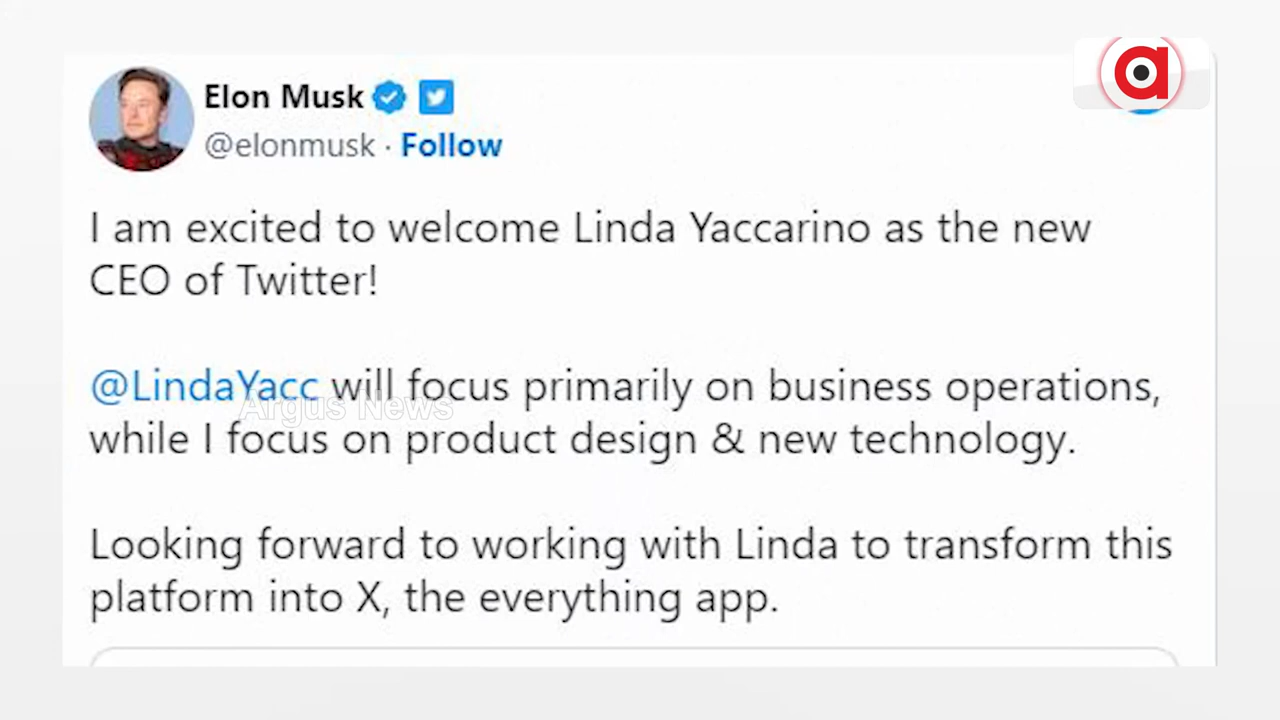 Elon Musk
@elonmusk · Follow
I am excited to welcome Linda Yaccarino as the new
CEO of Twitter!
@LindaYacc will focus primarily on business operations,
Argus News
while I focus on product design & new technology.
Looking forward to working with Linda to transform this
platform into X, the everything app.
a